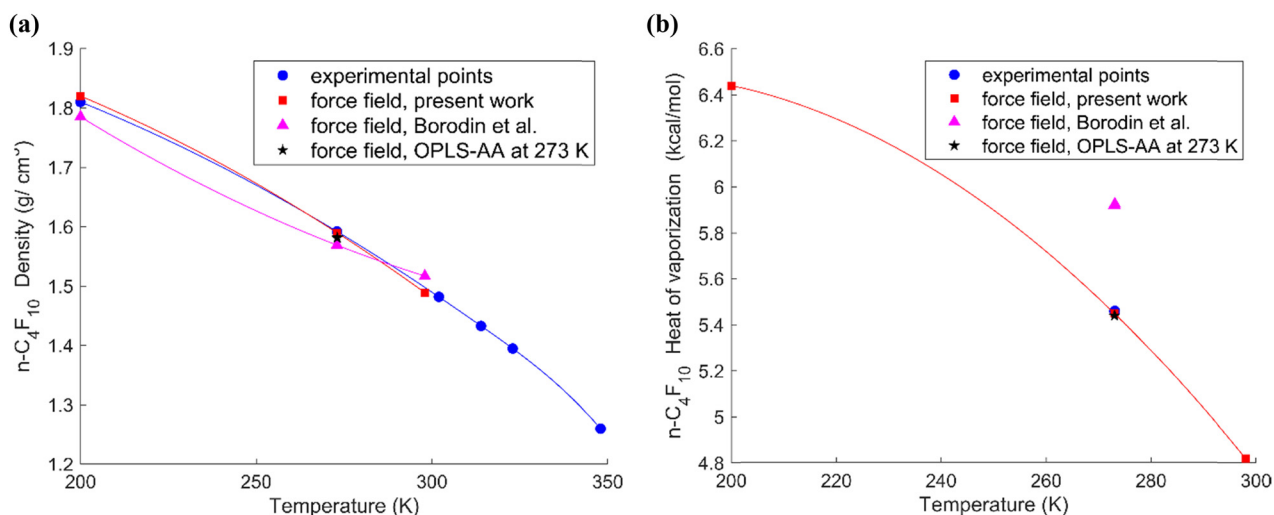 (a)
1.9
1.8
1.7
1.6
1.5
1.4
1.3
1.2
n-C₄F₁₀ Density (g/ cm⁻³)
experimental points
force field, present work
force field, Borodin et al.
force field, OPLS-AA at 273 K
200
250
300
350
Temperature (K)
(b)
6.6
6.4
6.2
6
5.8
5.6
5.4
5.2
5
4.8
n-C₄F₁₀ Heat of vaporization (kcal/mol)
experimental points
force field, present work
force field, Borodin et al.
force field, OPLS-AA at 273 K
200
220
240
260
280
300
Temperature (K)